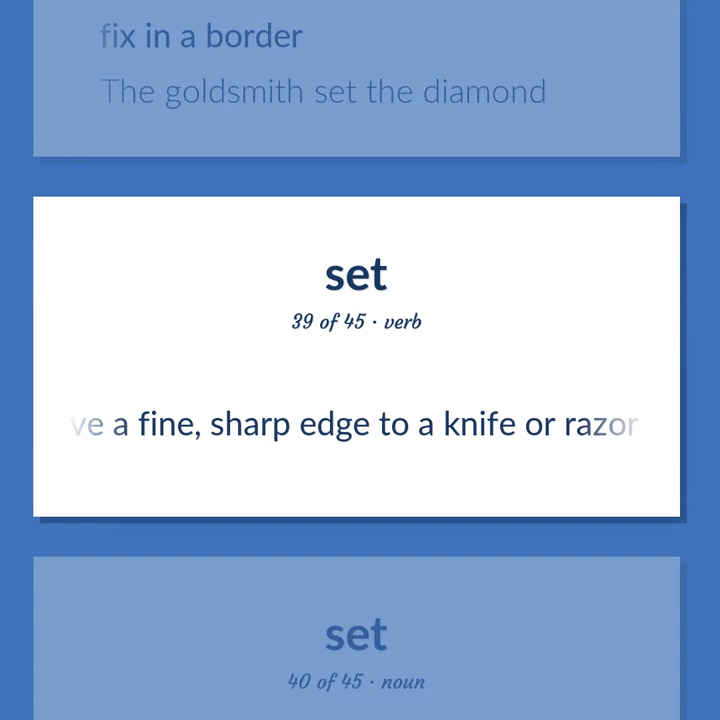 fix in a border
The goldsmith set the diamond
set
39 of 45 · verb
ve a fine, sharp edge to a knife or razor
set
40 of 45 · noun